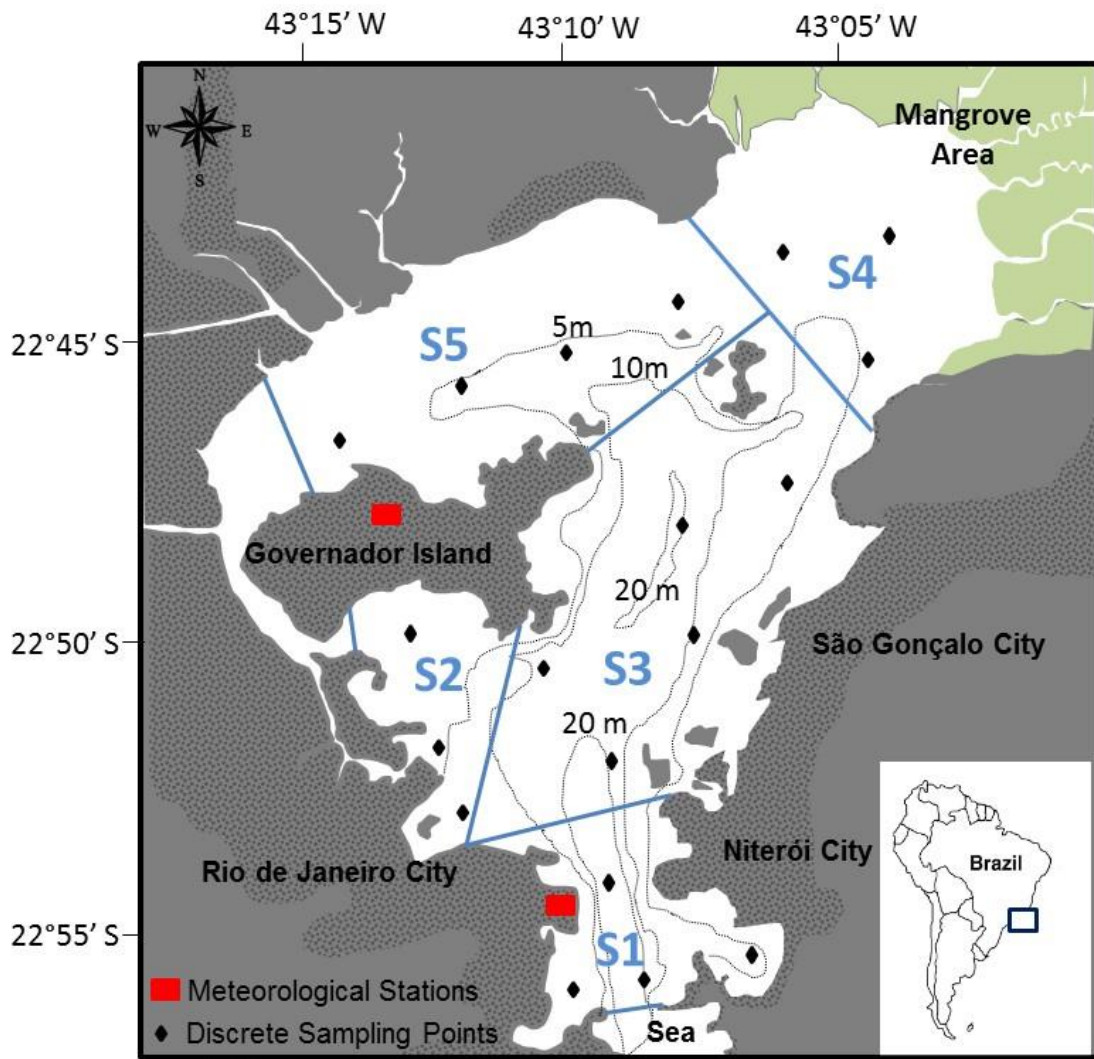 43°15’ W
43°10’ W
43°05’ W
N
W
E
S
Mangrove
Area
S4
22°45’ S
S5
5m
10m
Governador Island
20 m
22°50’ S
S2
S3
São Gonçalo City
20 m
Rio de Janeiro City
Niterói City
Brazil
22°55’ S
S1
Meteorological Stations
Discrete Sampling Points
Sea